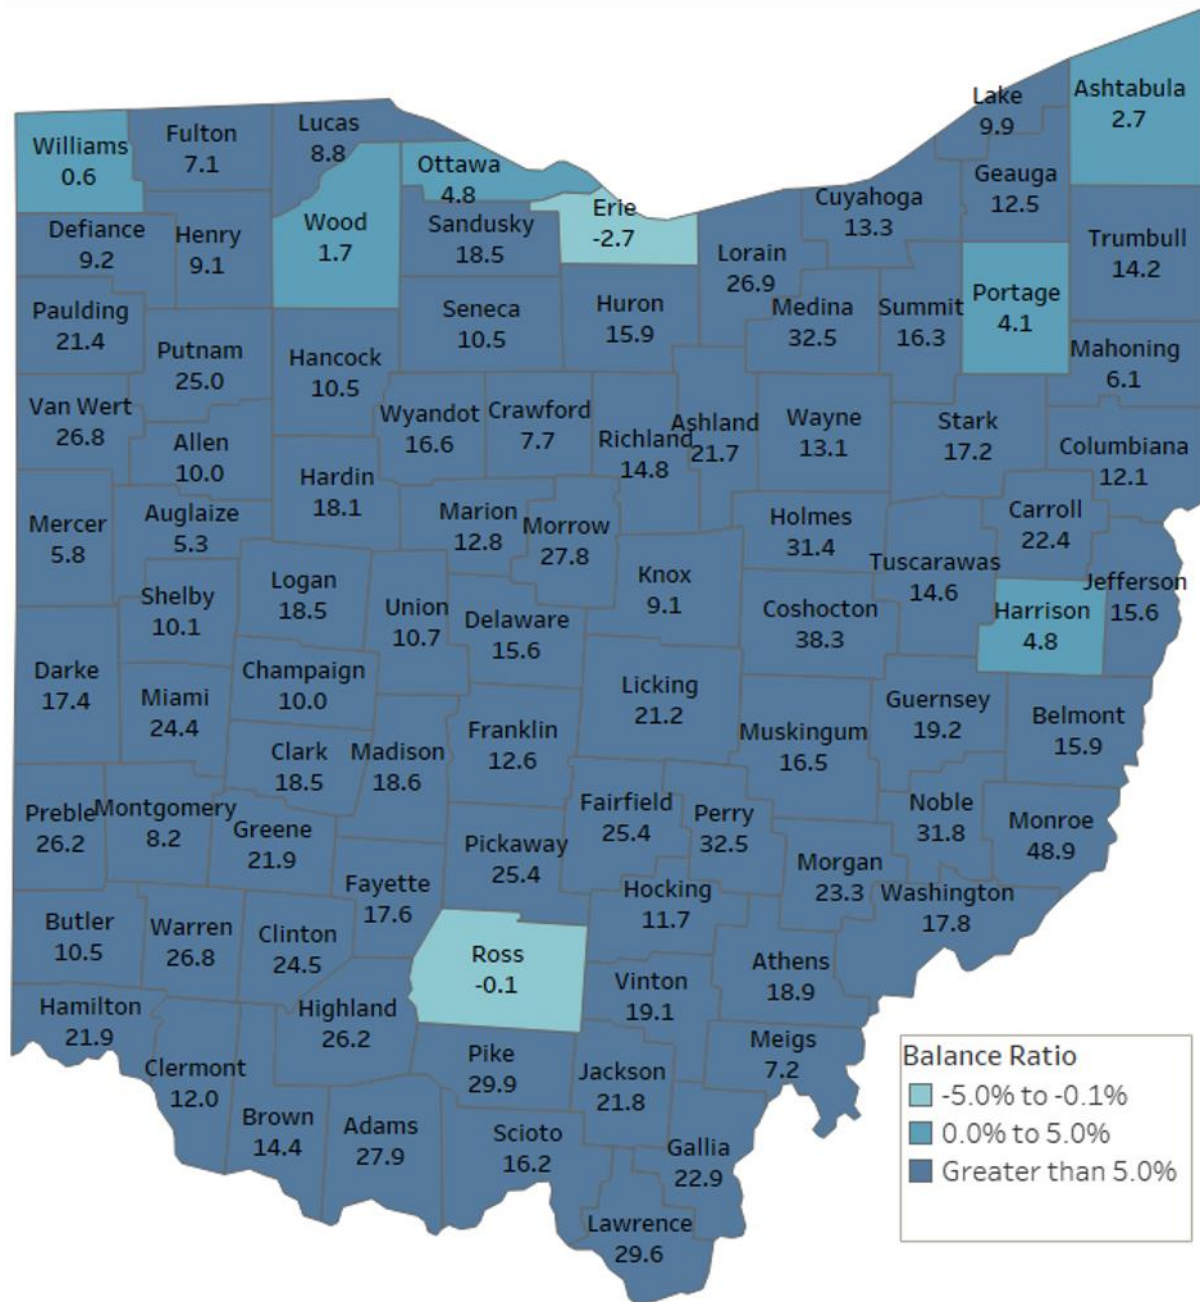 Lake
9.9
Ashtabula
2.7
Williams
0.6
Fulton
7.1
Lucas
8.8
Ottawa
4.8
Geauga
12.5
Cuyahoga
13.3
Erie
-2.7
Wood
1.7
Sandusky
18.5
Defiance
9.2
Henry
9.1
Lorain
26.9
Trumbull
14.2
Paulding
21.4
Seneca
10.5
Huron
15.9
Medina
32.5
Summit
16.3
Portage
4.1
Putnam
25.0
Hancock
10.5
Mahoning
6.1
Van Wert
26.8
Allen
10.0
Wyandot
16.6
Crawford
7.7
Richland
14.8
Ashland
21.7
Wayne
13.1
Stark
17.2
Columbiana
12.1
Hardin
18.1
Mercer
5.8
Auglaize
5.3
Marion
12.8
Morrow
27.8
Holmes
31.4
Carroll
22.4
Tuscarawas
14.6
Jefferson
15.6
Shelby
10.1
Logan
18.5
Union
10.7
Delaware
15.6
Knox
9.1
Coshocton
38.3
Harrison
4.8
Darke
17.4
Miami
24.4
Champaign
10.0
Licking
21.2
Guernsey
19.2
Belmont
15.9
Clark
18.5
Madison
18.6
Franklin
12.6
Muskingum
16.5
Preble
26.2
Montgomery
8.2
Greene
21.9
Pickaway
25.4
Fairfield
25.4
Perry
32.5
Noble
31.8
Monroe
48.9
Morgan
23.3
Washington
17.8
Fayette
17.6
Hocking
11.7
Butler
10.5
Warren
26.8
Clinton
24.5
Ross
-0.1
Vinton
19.1
Athens
18.9
Hamilton
21.9
Highland
26.2
Clermont
12.0
Pike
29.9
Jackson
21.8
Meigs
7.2
Brown
14.4
Adams
27.9
Scioto
16.2
Gallia
22.9
Lawrence
29.6
Balance Ratio
-5.0% to -0.1%
0.0% to 5.0%
Greater than 5.0%